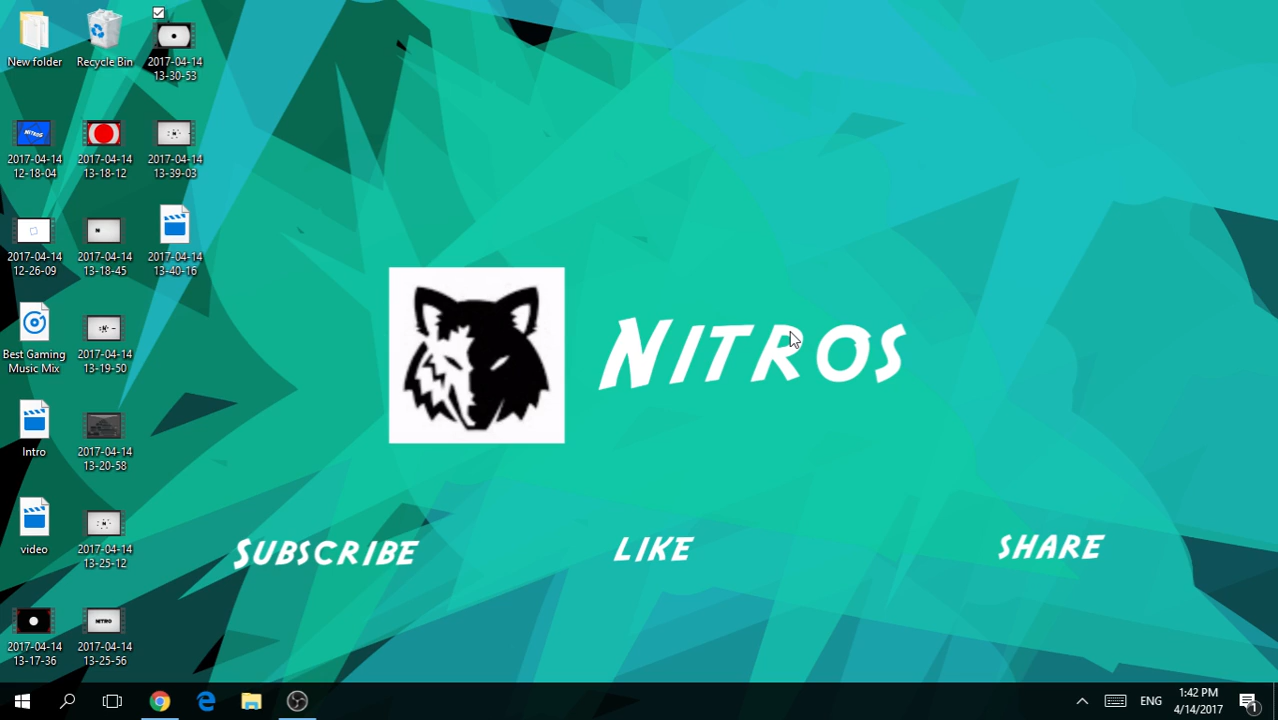 New folder
Recycle Bin
2017-04-14
13-30-53
NITROS
2017-04-14
12-18-04
2017-04-14
13-18-12
2017-04-14
13-39-03
2017-04-14
12-26-09
2017-04-14
13-18-45
2017-04-14
13-40-16
Best Gaming
Music Mix
2017-04-14
13-19-50
Intro
2017-04-14
13-20-58
video
2017-04-14
13-25-12
2017-04-14
13-17-36
NITRO
2017-04-14
13-25-56
NITROS
SUBSCRIBE
LIKE
SHARE
ENG
1:42 PM
4/14/2017
1